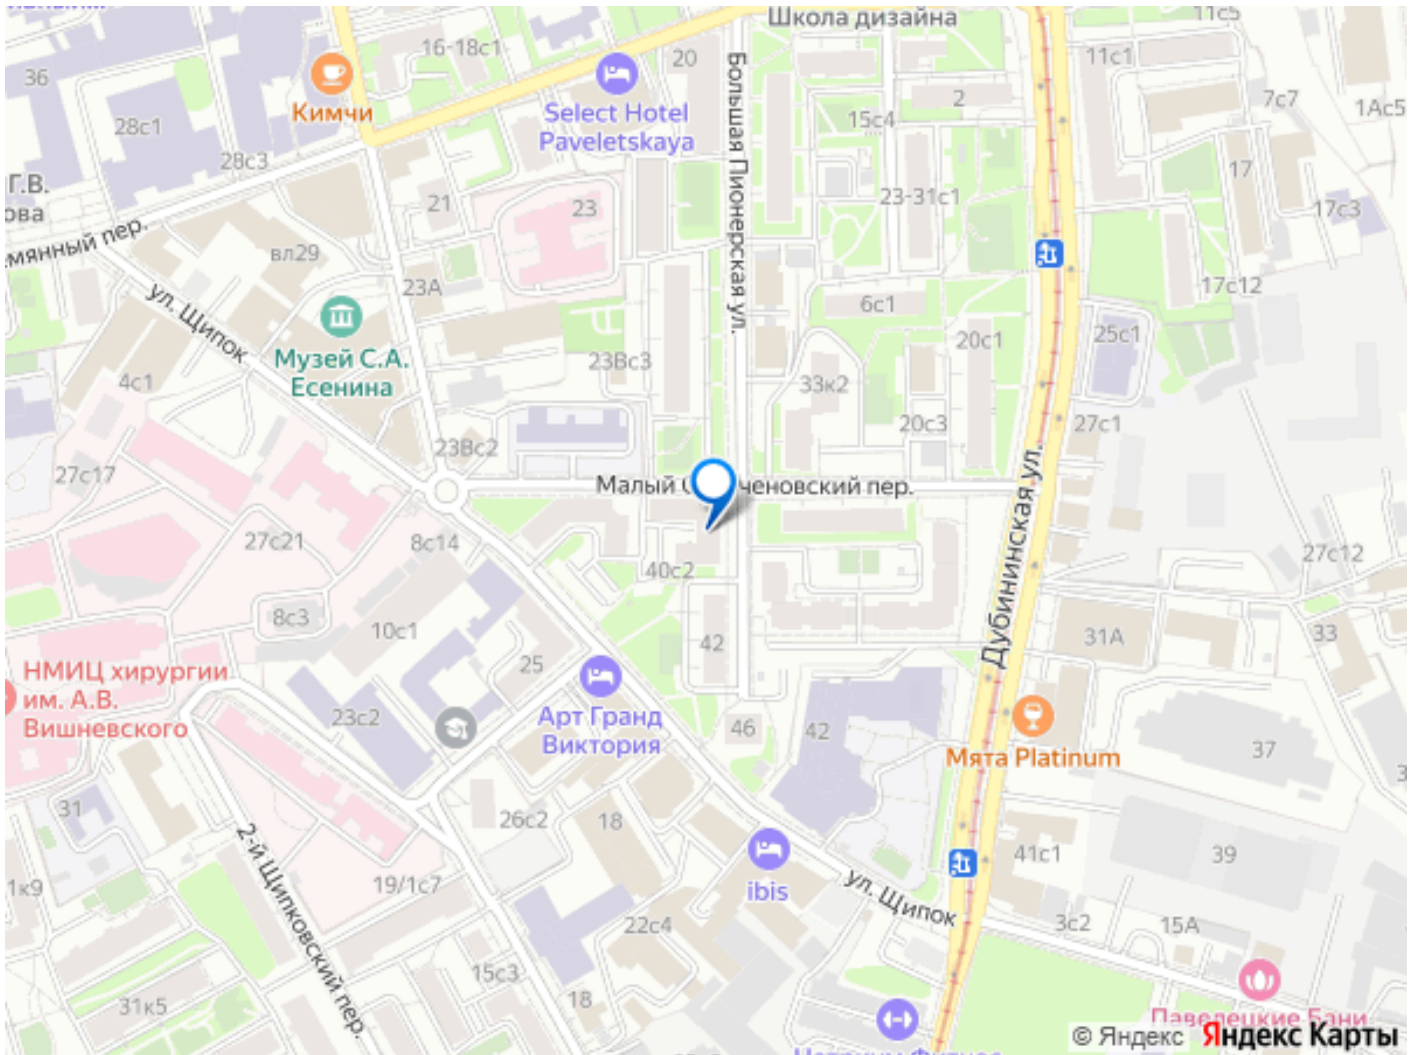 Школа дизайна
11с5
16-18с1
20
11с1
36
Кимчи
Select Hotel
Paveletskaya
Большая Пионерская ул.
2
7с7
1Ас5
28с1
15с4
28с3
Г.В.
ова
21
23
23-31с1
17
17с3
мянный пер.
вл29
23А
17с12
ул. Щипок
6с1
Музей С.А.
Есенина
23Вс3
20с1
25с1
4с1
33к2
20с3
27с1
23Вс2
27с17
Малый С
ченовский пер.
Дубининская ул.
27с21
8с14
40с2
27с12
8с3
10с1
31А
33
НМИЦ хирургии
им. А.В.
Вишневского
25
42
23с2
Арт Гранд
Виктория
46
42
Мята Platinum
37
31
2-й Щипковский пер.
26с2
18
41с1
39
1к9
19/1с7
ibis
ул. Щипок
22с4
3с2
15А
15с3
31к5
18
Павелецкие Бани
© Яндекс Яндекс Карты